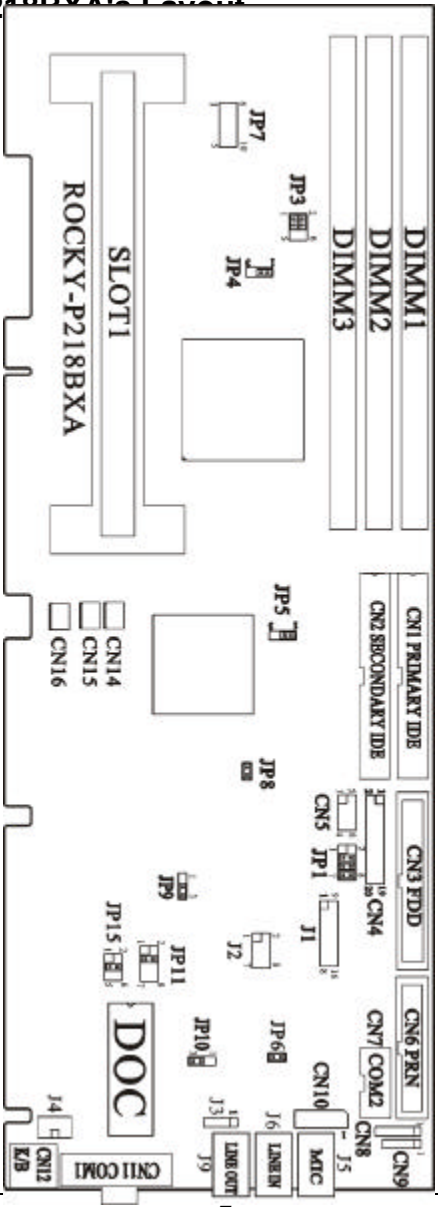 JP7
JP3
JP4
DIMM1
DIMM2
DIMM3
SLOT1
ROCKY-P218BXA
CN1 PRIMARY IDE
CN2 SECONDARY IDE
JP5
CN14
CN15
CN16
JP8
CN5
JP1
CN4
CN3 FDD
JP9
J1
J2
JP15
JP11
DOC
JP10
JP6
CN10
CN7 COM2
CN6 PRN
CN8
CN9
J4
J3
J6
J5
J9
K/B
CN12
CN11 COM1
LINE OUT
LINE IN
MIC